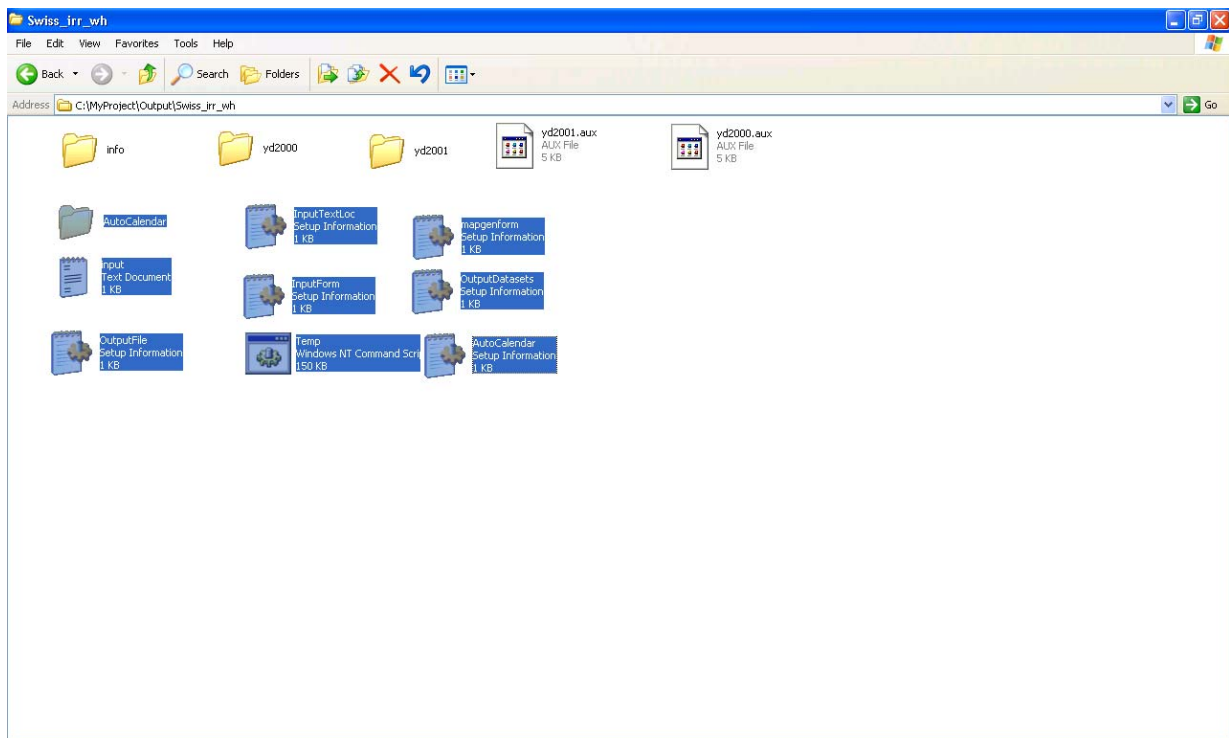 Swiss_irr_wh
File Edit View Favorites Tools Help
Back Search Folders
Address C:\MyProject\Output\Swiss_irr_wh Go
info
yd2000
yd2001
yd2001.aux
AUX File
5 KB
yd2000.aux
AUX File
5 KB
AutoCalendar
InputTextLoc
Setup Information
1 KB
mapgenform
Setup Information
1 KB
input
Text Document
1 KB
InputForm
Setup Information
1 KB
OutputDatasets
Setup Information
1 KB
OutputFile
Setup Information
1 KB
Temp
Windows NT Command Scri
150 KB
AutoCalendar
Setup Information
1 KB